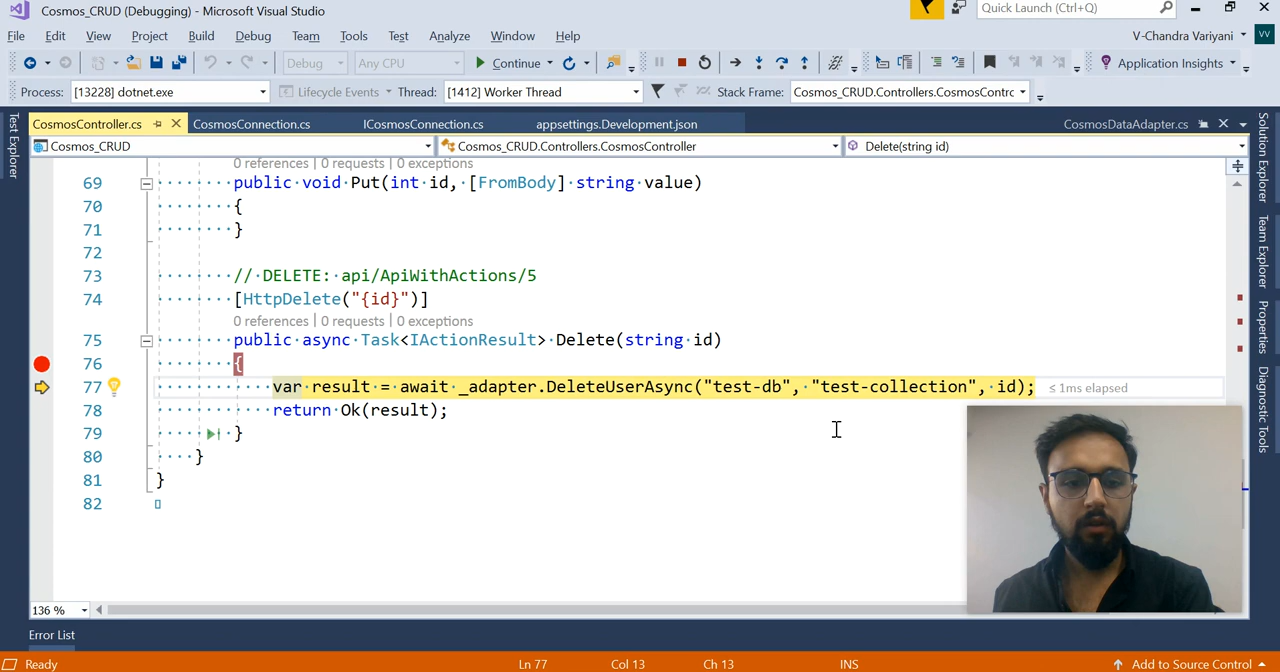 Cosmos_CRUD (Debugging) - Microsoft Visual Studio
Quick Launch (Ctrl+Q)
File Edit View Project Build Debug Team Tools Test Analyze Window Help
V-Chandra Variyani VV
Debug Any CPU Continue Application Insights
Process: [13228] dotnet.exe Lifecycle Events Thread: [1412] Worker Thread Stack Frame: Cosmos_CRUD.Controllers.CosmosContrc
CosmosController.cs CosmosConnection.cs ICosmosConnection.cs appsettings.Development.json CosmosDataAdapter.cs
Cosmos_CRUD Cosmos_CRUD.Controllers.CosmosController Delete(string id)
Test Explorer
Solution Explorer
Team Explorer
Properties
Diagnostic Tools
0 references | 0 requests | 0 exceptions
69 public void Put(int id, [FromBody] string value)
70 {
71 }
72
73 // DELETE: api/ApiWithActions/5
74 [HttpDelete("{id}")]
0 references | 0 requests | 0 exceptions
75 public async Task<IActionResult> Delete(string id)
76 {
77 var result = await _adapter.DeleteUserAsync("test-db", "test-collection", id); ≤ 1ms elapsed
78 return Ok(result);
79 }
80 }
81 }
82
136 %
Error List
Ready Ln 77 Col 13 Ch 13 INS Add to Source Control